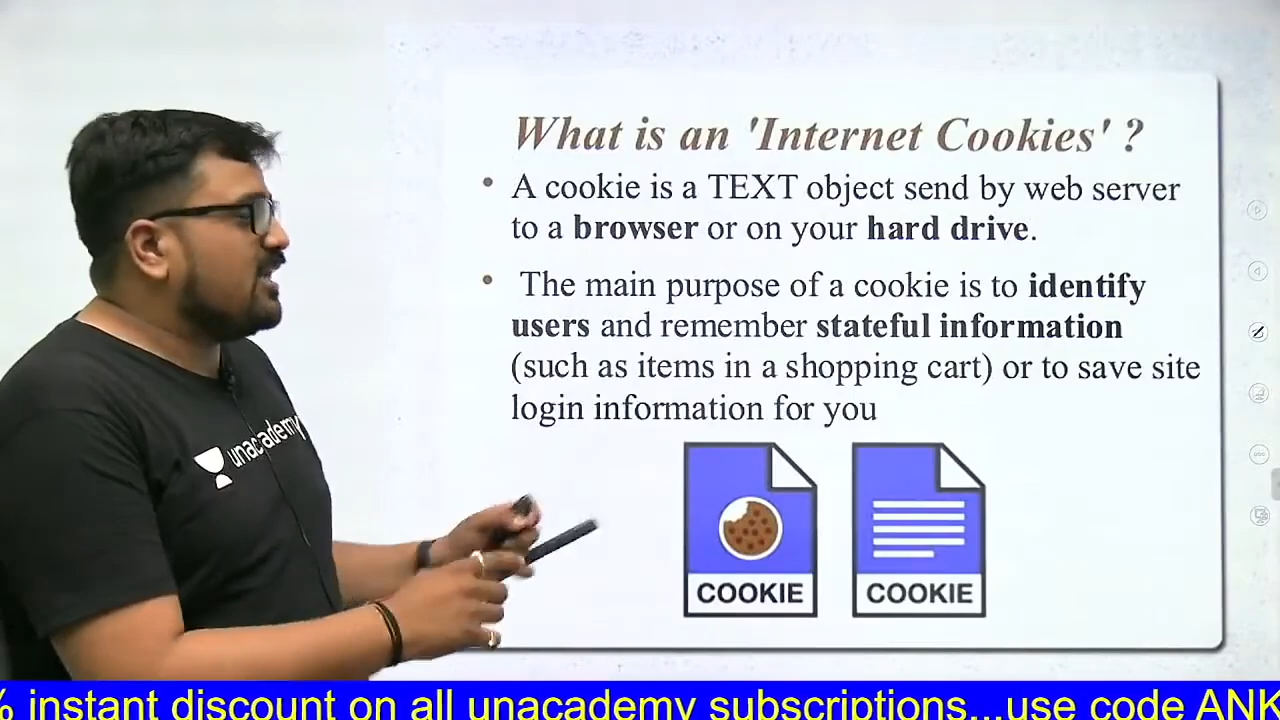 What is an 'Internet Cookies' ?
• A cookie is a TEXT object send by web server
to a browser or on your hard drive.
• The main purpose of a cookie is to identify
users and remember stateful information
(such as items in a shopping cart) or to save site
login information for you
unacademy
COOKIE
COOKIE
% instant discount on all unacademy subscriptions...use code ANK